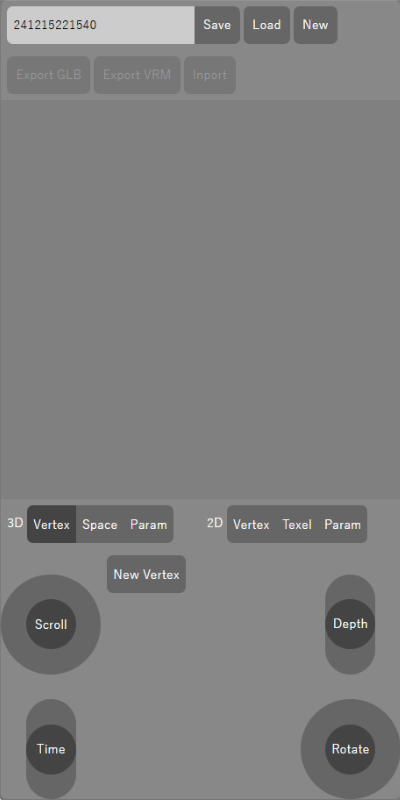 241215221540 Save Load New
Export GLB Export VRM Inport
3D Vertex Space Param 2D Vertex Texel Param
New Vertex
Scroll Depth
Time Rotate